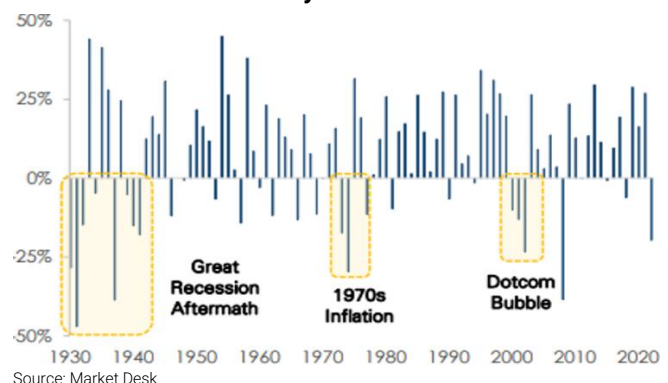 50%
25%
0%
-25%
-50%
Great
Recession
Aftermath
1970s
Inflation
Dotcom
Bubble
1930 1940 1950 1960 1970 1980 1990 2000 2010 2020
Source: Market Desk